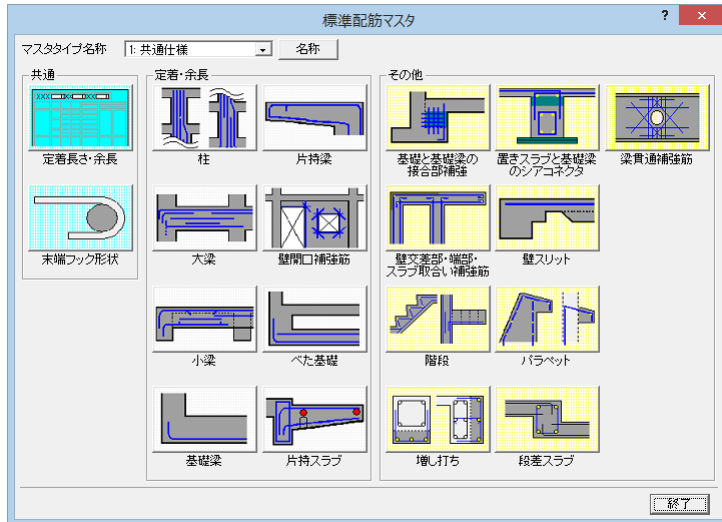 標準配筋マスタ
?
×
マスタタイプ名称
1: 共通仕様
名称
共通
定着・余長
その他
定着長さ・余長
柱
片持梁
基礎と基礎梁の
接合部補強
置きスラブと基礎梁
のシアコネクタ
梁貫通補強筋
末端フック形状
大梁
壁開口補強筋
壁交差部・端部・
スラブ取合い補強筋
壁スリット
小梁
べた基礎
階段
パラペット
基礎梁
片持スラブ
増し打ち
段差スラブ
終了